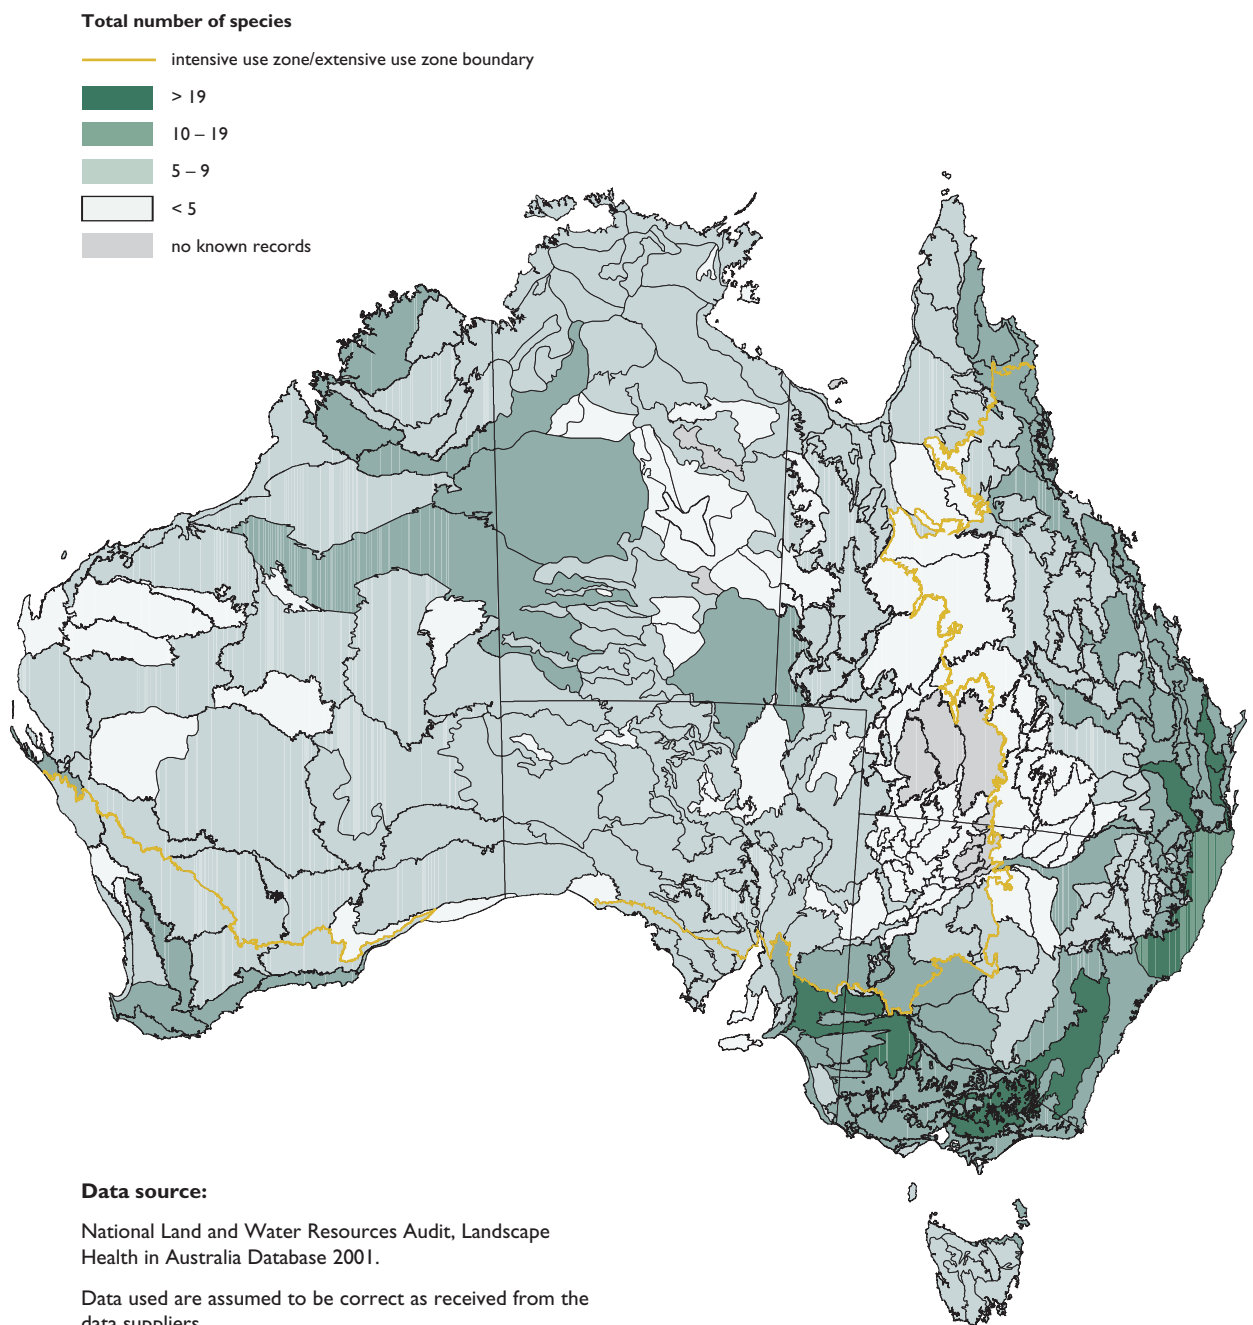 Total number of species
intensive use zone/extensive use zone boundary
> 19
10 – 19
5 – 9
< 5
no known records
Data source:
National Land and Water Resources Audit, Landscape
Health in Australia Database 2001.
Data used are assumed to be correct as received from the
data suppliers